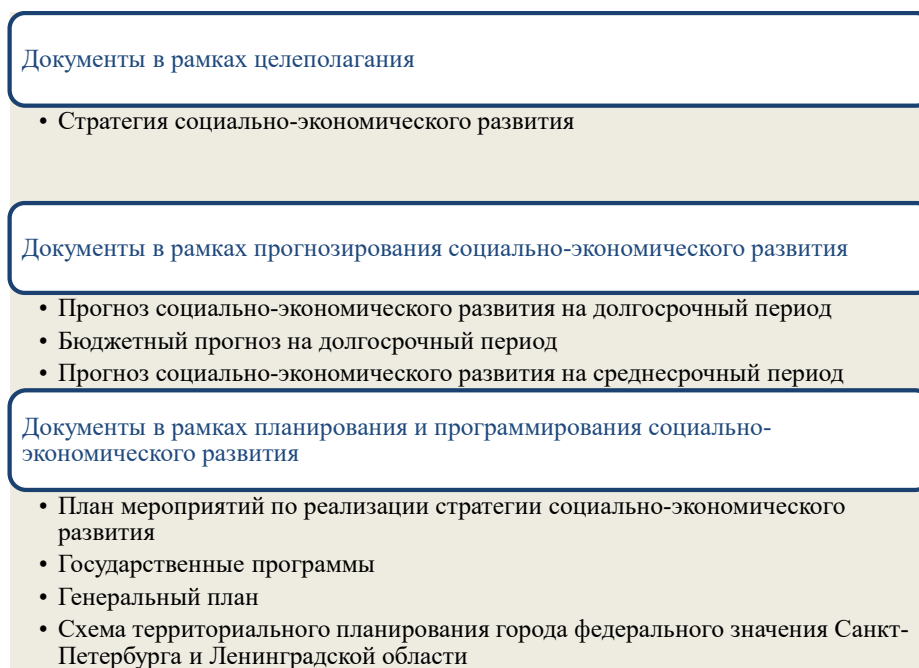 Документы в рамках целеполагания
• Стратегия социально-экономического развития
Документы в рамках прогнозирования социально-экономического развития
• Прогноз социально-экономического развития на долгосрочный период
• Бюджетный прогноз на долгосрочный период
• Прогноз социально-экономического развития на среднесрочный период
Документы в рамках планирования и программирования социально-
экономического развития
• План мероприятий по реализации стратегии социально-экономического
развития
• Государственные программы
• Генеральный план
• Схема территориального планирования города федерального значения Санкт-
Петербурга и Ленинградской области